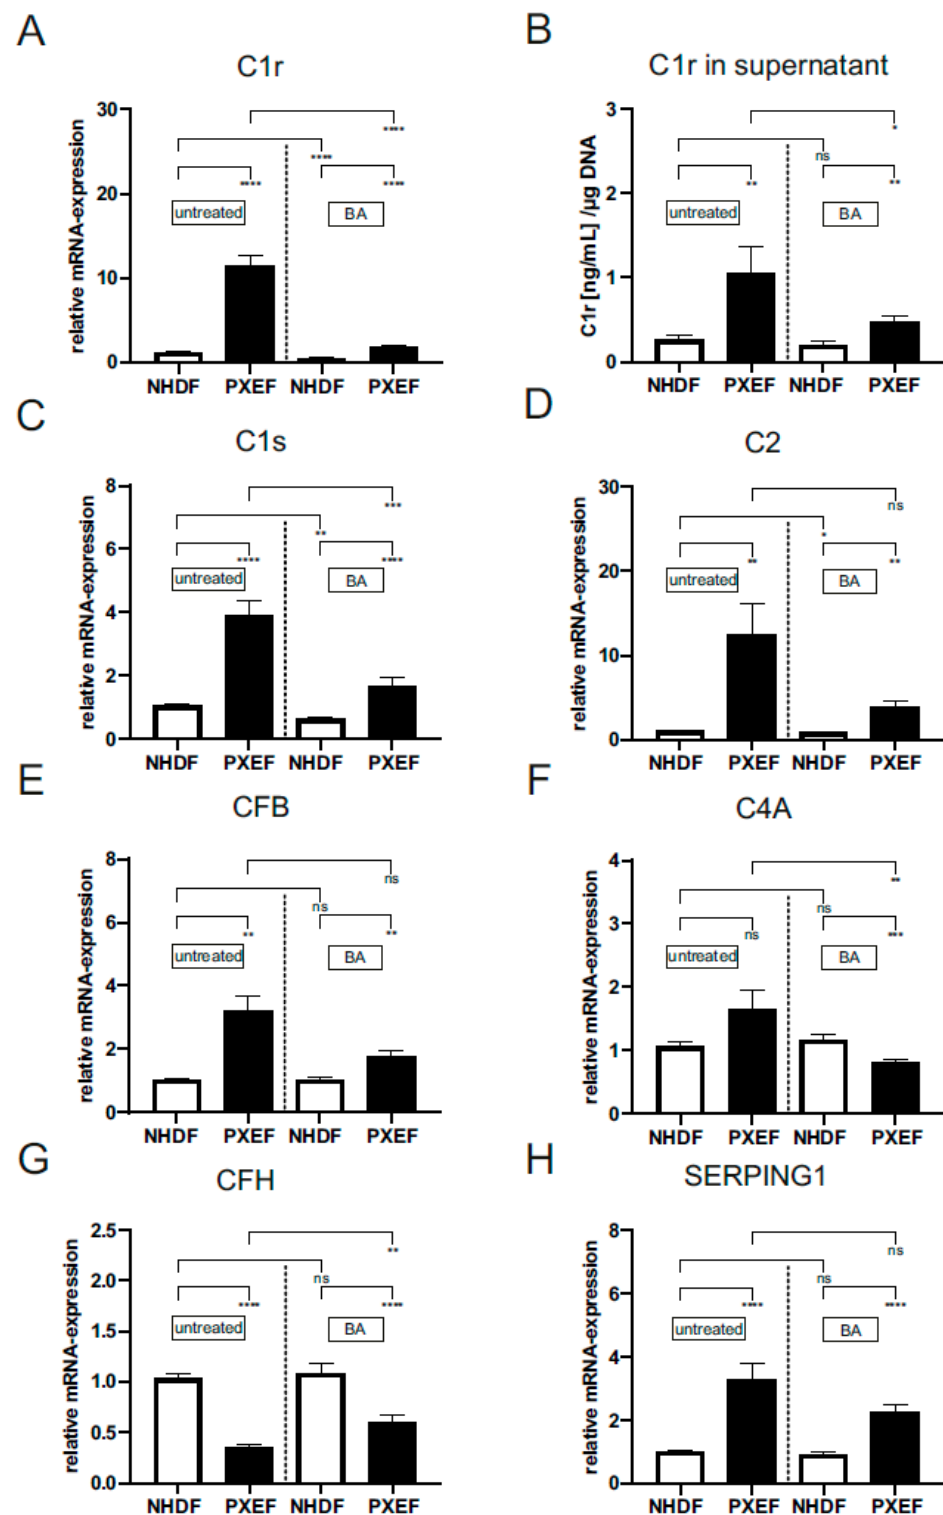 A
C1r
relative mRNA-expression
30
20
10
0
****
****
****
****
untreated
BA
NHDF PXEF NHDF PXEF
B
C1r in supernatant
C1r [ng/mL] /µg DNA
3
2
1
0
*
ns
**
**
untreated
BA
NHDF PXEF NHDF PXEF
C
C1s
relative mRNA-expression
8
6
4
2
0
***
**
****
****
untreated
BA
NHDF PXEF NHDF PXEF
D
C2
relative mRNA-expression
30
20
10
0
ns
*
**
**
untreated
BA
NHDF PXEF NHDF PXEF
E
CFB
relative mRNA-expression
8
6
4
2
0
ns
ns
**
**
untreated
BA
NHDF PXEF NHDF PXEF
F
C4A
relative mRNA-expression
4
3
2
1
0
**
ns
ns
***
untreated
BA
NHDF PXEF NHDF PXEF
G
CFH
relative mRNA-expression
2.5
2.0
1.5
1.0
0.5
0.0
**
ns
****
****
untreated
BA
NHDF PXEF NHDF PXEF
H
SERPING1
relative mRNA-expression
8
6
4
2
0
ns
ns
****
****
untreated
BA
NHDF PXEF NHDF PXEF